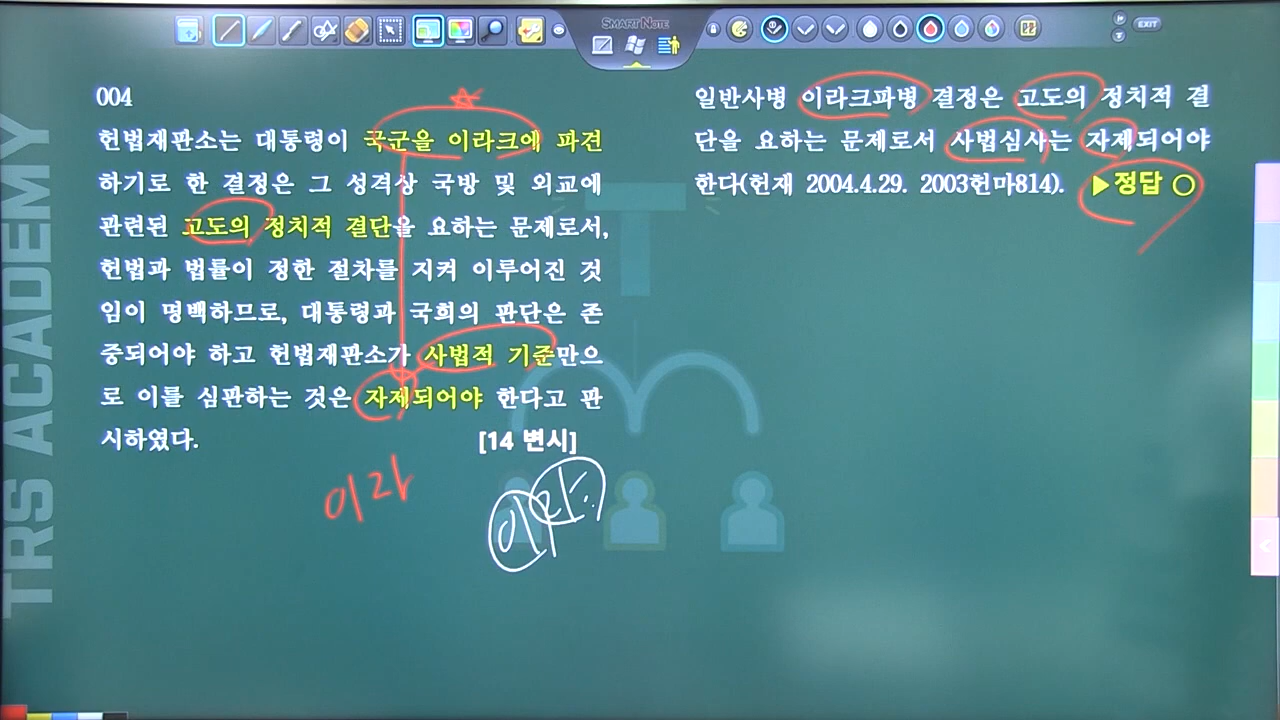 SMART NOTE
EXIT
004
헌법재판소는 대통령이 국군을 이라크에 파견
하기로 한 결정은 그 성격상 국방 및 외교에
관련된 고도의 정치적 결단을 요하는 문제로서,
헌법과 법률이 정한 절차를 지켜 이루어진 것
임이 명백하므로, 대통령과 국회의 판단은 존
중되어야 하고 헌법재판소가 사법적 기준만으
로 이를 심판하는 것은 자제되어야 한다고 판
시하였다. [14 변시]
이라
일반사병 이라크파병 결정은 고도의 정치적 결
단을 요하는 문제로서 사법심사는 자제되어야
한다(헌재 2004.4.29. 2003헌마814). ▶정답 ○
TRS ACADEMY